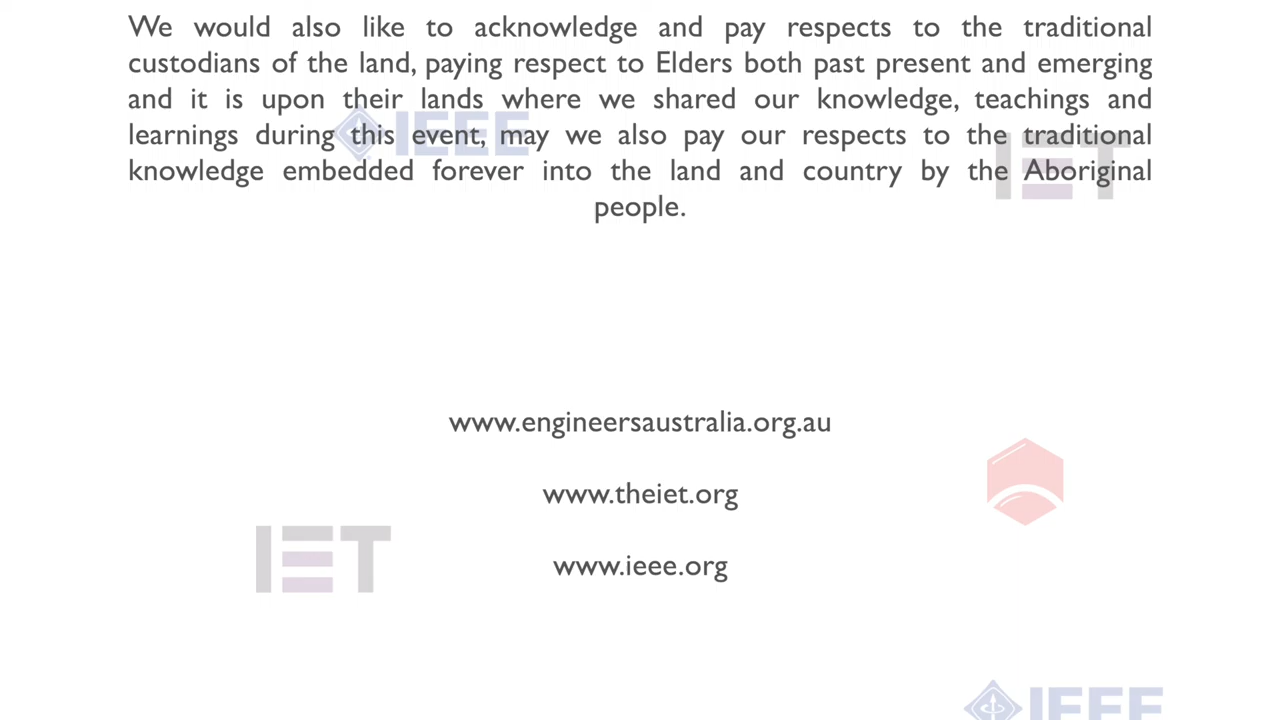 We would also like to acknowledge and pay respects to the traditional
custodians of the land, paying respect to Elders both past present and emerging
and it is upon their lands where we shared our knowledge, teachings and
learnings during this event, may we also pay our respects to the traditional
knowledge embedded forever into the land and country by the Aboriginal
people.
IEEE
IET
www.engineersaustralia.org.au
www.theiet.org
IET
www.ieee.org
IEEE